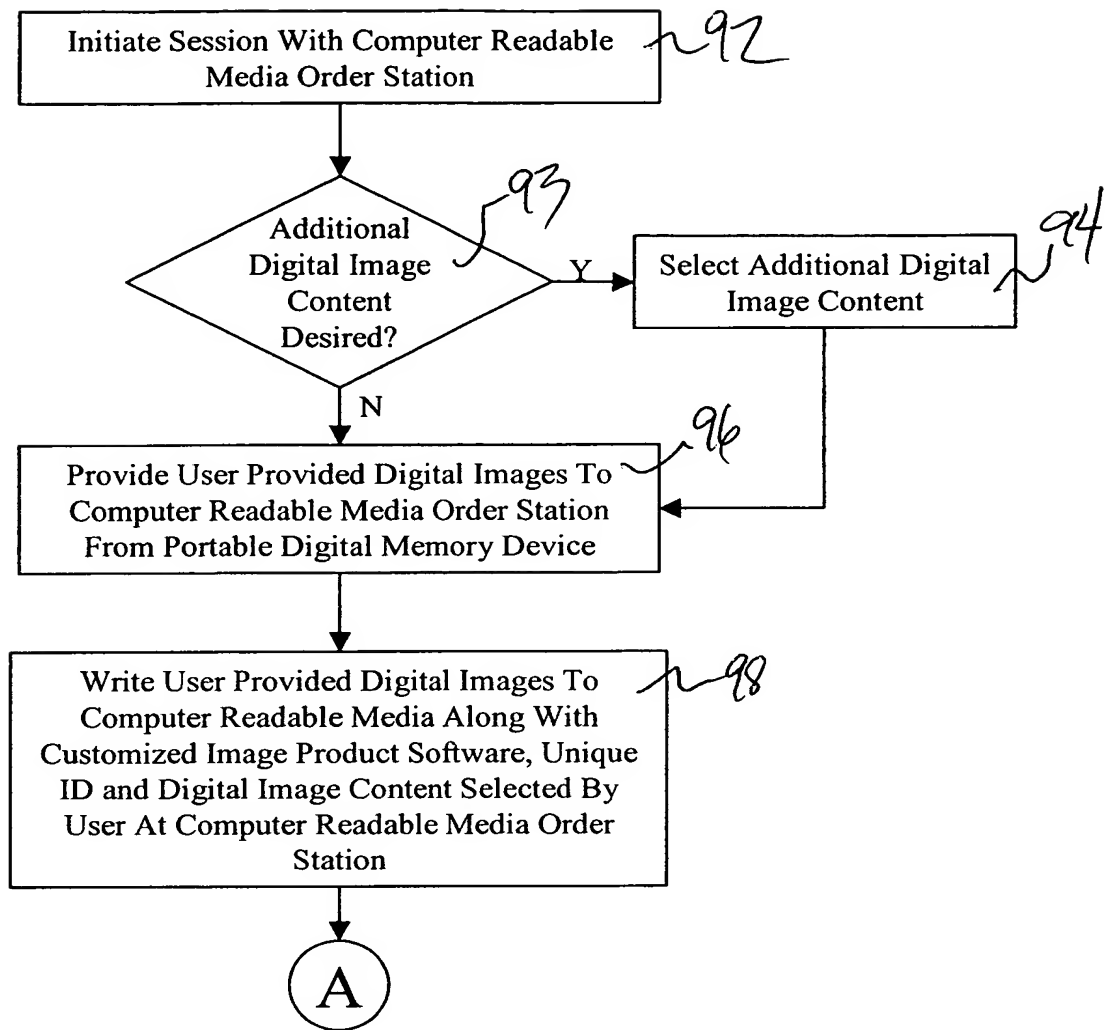 Initiate Session With Computer Readable
Media Order Station
92
Additional
Digital Image
Content
Desired?
93
Y
Select Additional Digital
Image Content
94
N
Provide User Provided Digital Images To
Computer Readable Media Order Station
From Portable Digital Memory Device
96
Write User Provided Digital Images To
Computer Readable Media Along With
Customized Image Product Software, Unique
ID and Digital Image Content Selected By
User At Computer Readable Media Order
Station
98
A